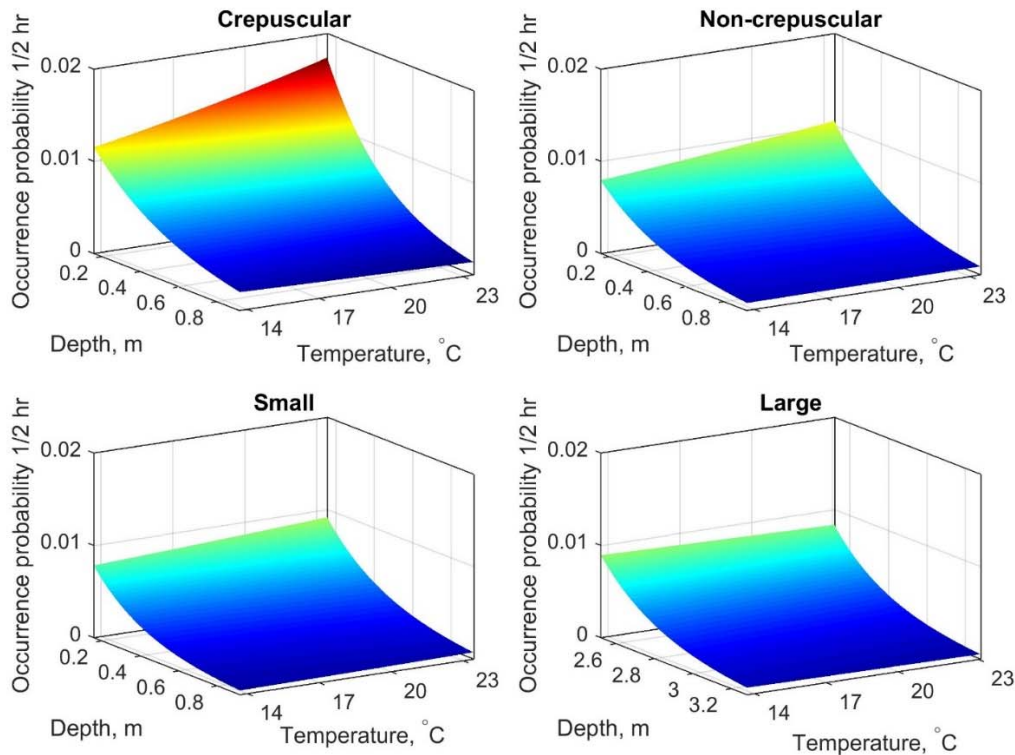 Crepuscular
Occurrence probability 1/2 hr
0.02
0.01
0
0.2
0.4
0.6
0.8
Depth, m
14
17
20
23
Temperature, °C
Non-crepuscular
Occurrence probability 1/2 hr
0.02
0.01
0
0.2
0.4
0.6
0.8
Depth, m
14
17
20
23
Temperature, °C
Small
Occurrence probability 1/2 hr
0.02
0.01
0
0.2
0.4
0.6
0.8
Depth, m
14
17
20
23
Temperature, °C
Large
Occurrence probability 1/2 hr
0.02
0.01
0
2.6
2.8
3
3.2
Depth, m
14
17
20
23
Temperature, °C